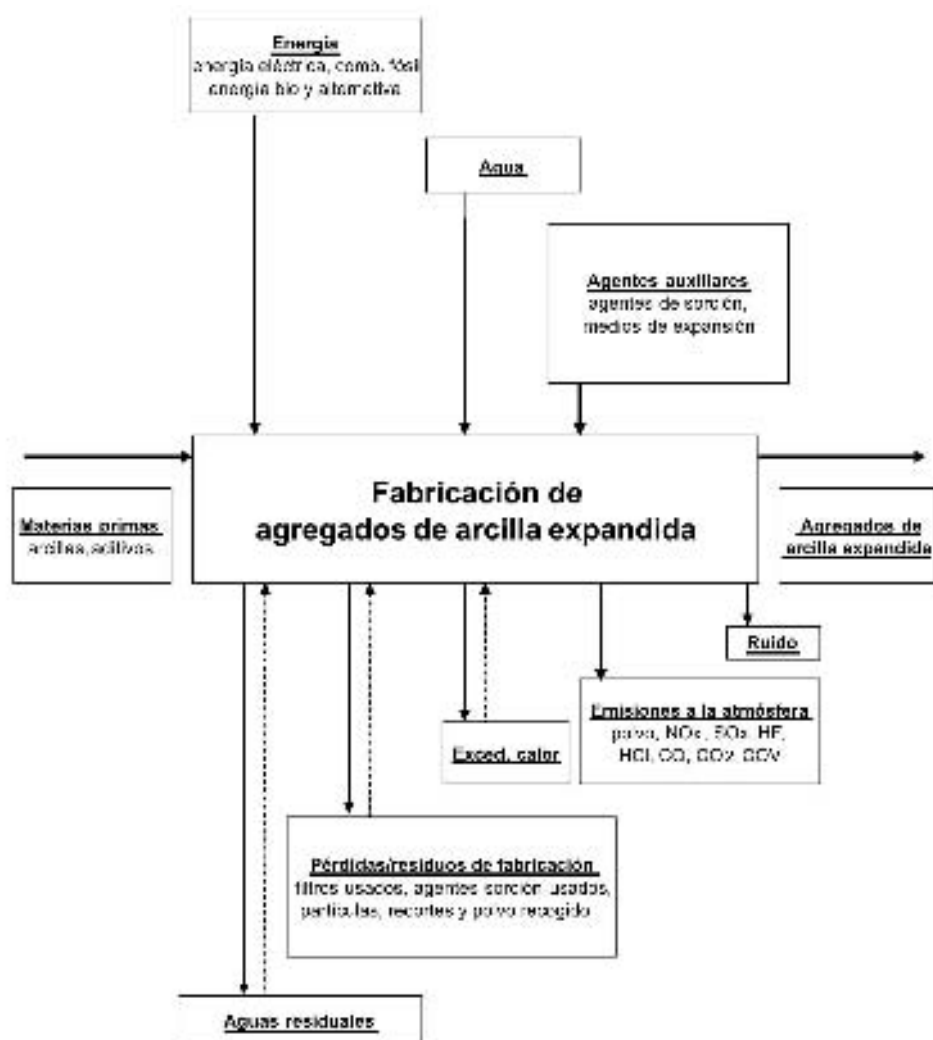 Energía
energía eléctrica, comb. fósil
energía bio y alternativa
Agua
Agentes auxiliares
agentes de sorción,
medios de expansión
Fabricación de
agregados de arcilla expandida
Materias primas
arcillas, aditivos
Agregados de
arcilla expandida
Ruido
Emisiones a la atmósfera
polvo, NOx, SOx, HF,
HCl, CO, CO2, COV
Exced. calor
Pérdidas/residuos de fabricación
filtros usados, agentes sorción usados,
partículas, recortes y polvo recogido
Aguas residuales